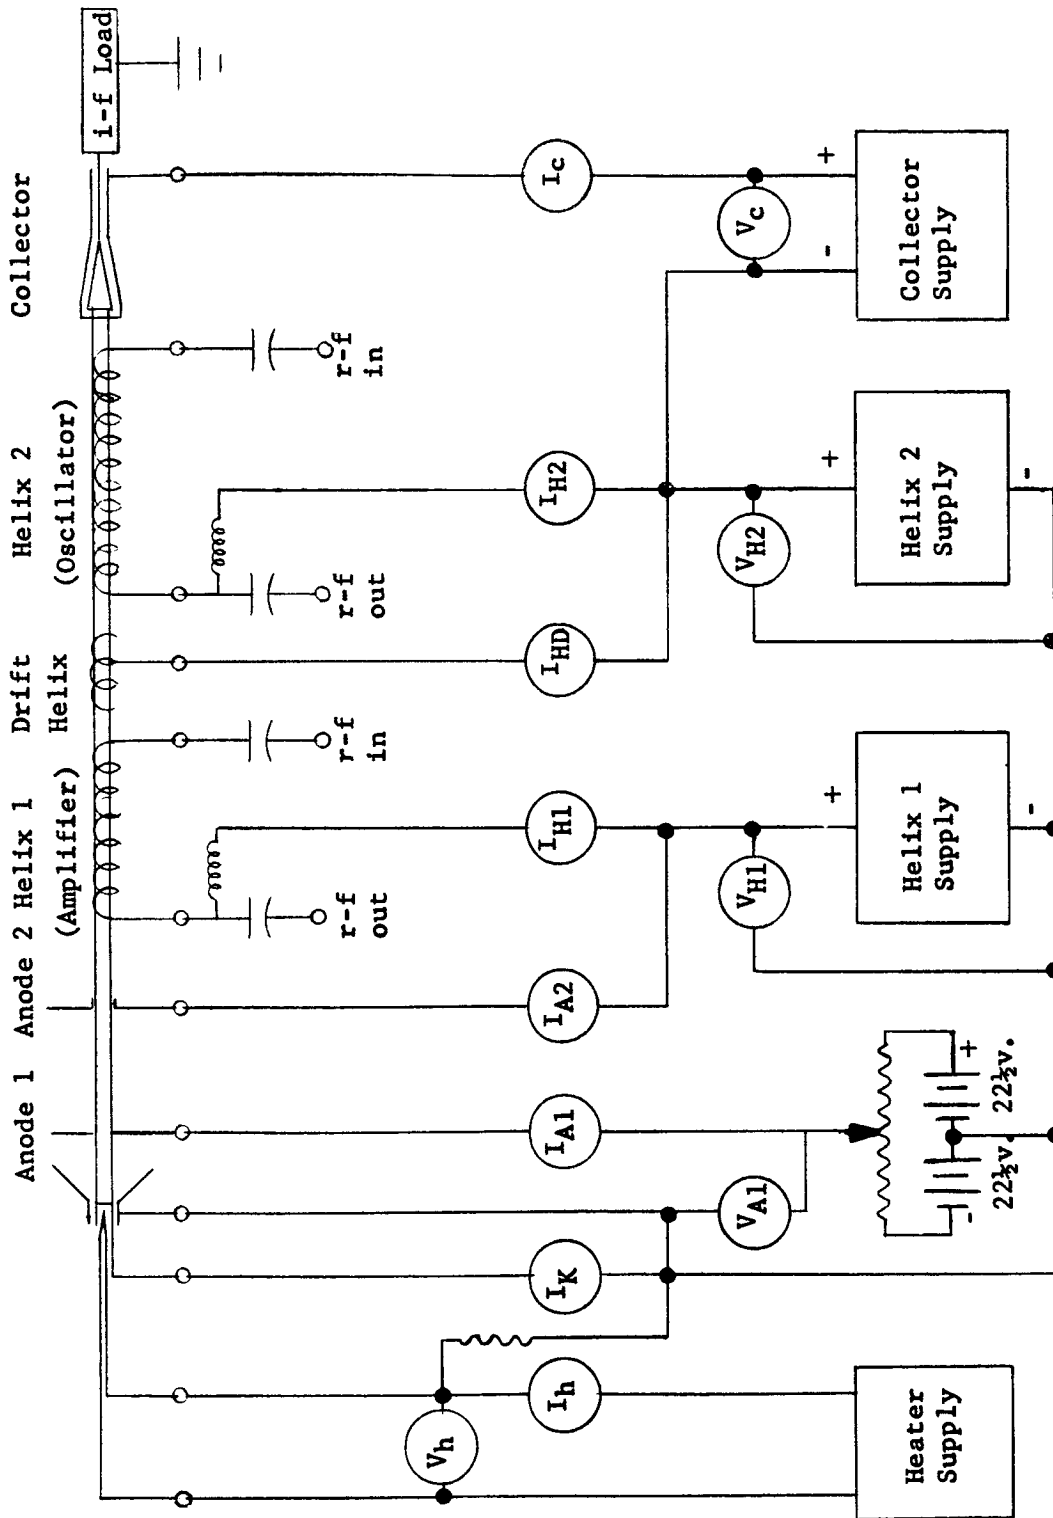 Anode 1 Anode 2 Helix 1 Drift Helix 2 Collector
(Amplifier) Helix (Oscillator)
i-f Load
r-f
out
r-f
in
r-f
out
r-f
in
Vh
Ih
IK
VA1
IA1
IA2
IH1
IHD
IH2
Ic
VH1
VH2
Vc
- +
22½v. 22½v.
+ -
+ -
- +
Heater
Supply
Helix 1
Supply
Helix 2
Supply
Collector
Supply